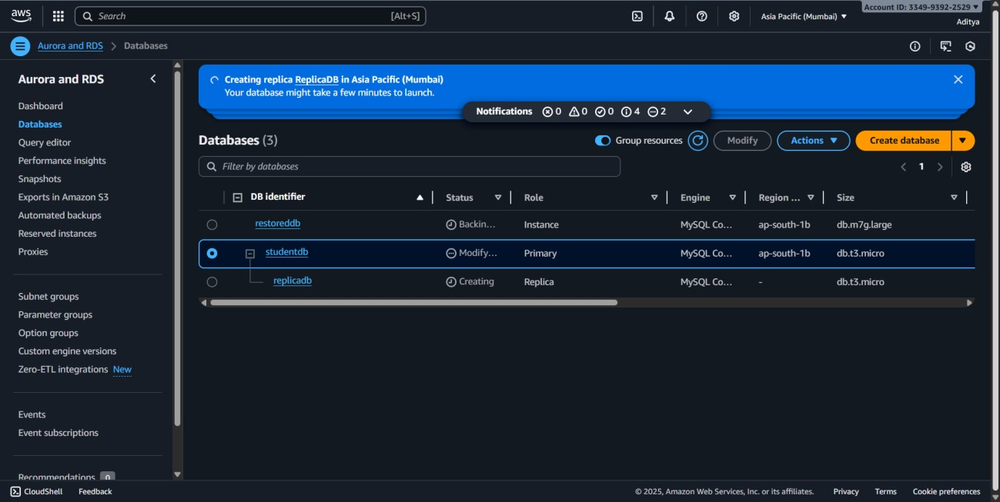 aws
Search [Alt+S]
Asia Pacific (Mumbai)
Account ID: 3349-9392-2529
Aditya
Aurora and RDS > Databases
Aurora and RDS
Dashboard
Databases
Query editor
Performance insights
Snapshots
Exports in Amazon S3
Automated backups
Reserved instances
Proxies
Subnet groups
Parameter groups
Option groups
Custom engine versions
Zero-ETL integrations New
Events
Event subscriptions
Recommendations 0
Creating replica ReplicaDB in Asia Pacific (Mumbai)
Your database might take a few minutes to launch.
Notifications 0 0 0 4 2
Databases (3)
Group resources
Modify
Actions
Create database
Filter by databases
1
DB identifier Status Role Engine Region ... Size
restoreddb Backin... Instance MySQL Co... ap-south-1b db.m7g.large
studentdb Modify... Primary MySQL Co... ap-south-1b db.t3.micro
replicadb Creating Replica MySQL Co... - db.t3.micro
CloudShell Feedback © 2025, Amazon Web Services, Inc. or its affiliates. Privacy Terms Cookie preferences